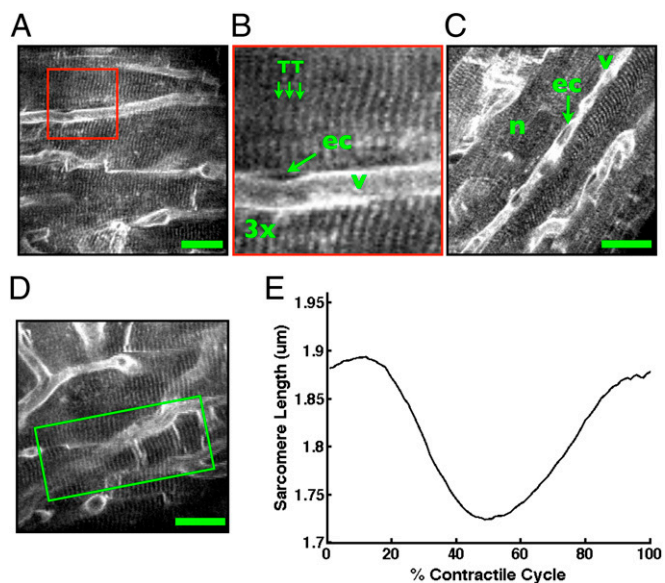 A
B
C
TT
ec
v
3x
v
ec
n
D
E
1.95
1.9
1.85
1.8
1.75
1.7
Sarcomere Length (um)
0
20
40
60
80
100
% Contractile Cycle